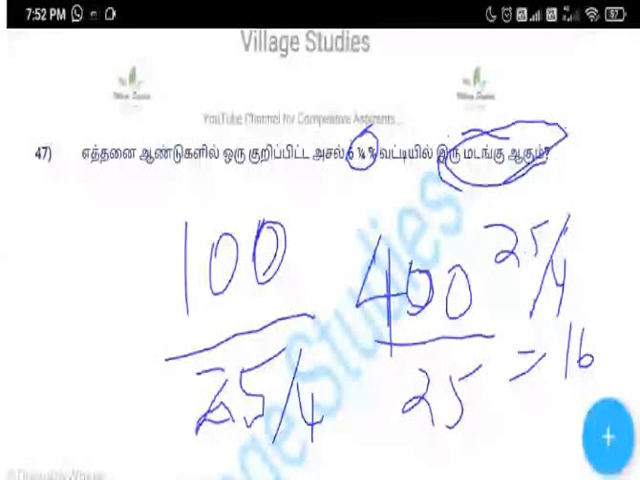 7:52 PM
97
Village Studies
YouTube Channel for Competitive Aspirants...
47) எத்தனை ஆண்டுகளில் ஒரு குறிப்பிட்ட அசல் 6 ¼ % வட்டியில் இரு மடங்கு ஆகும்?
100 400 25/4
25/4 25 = 16